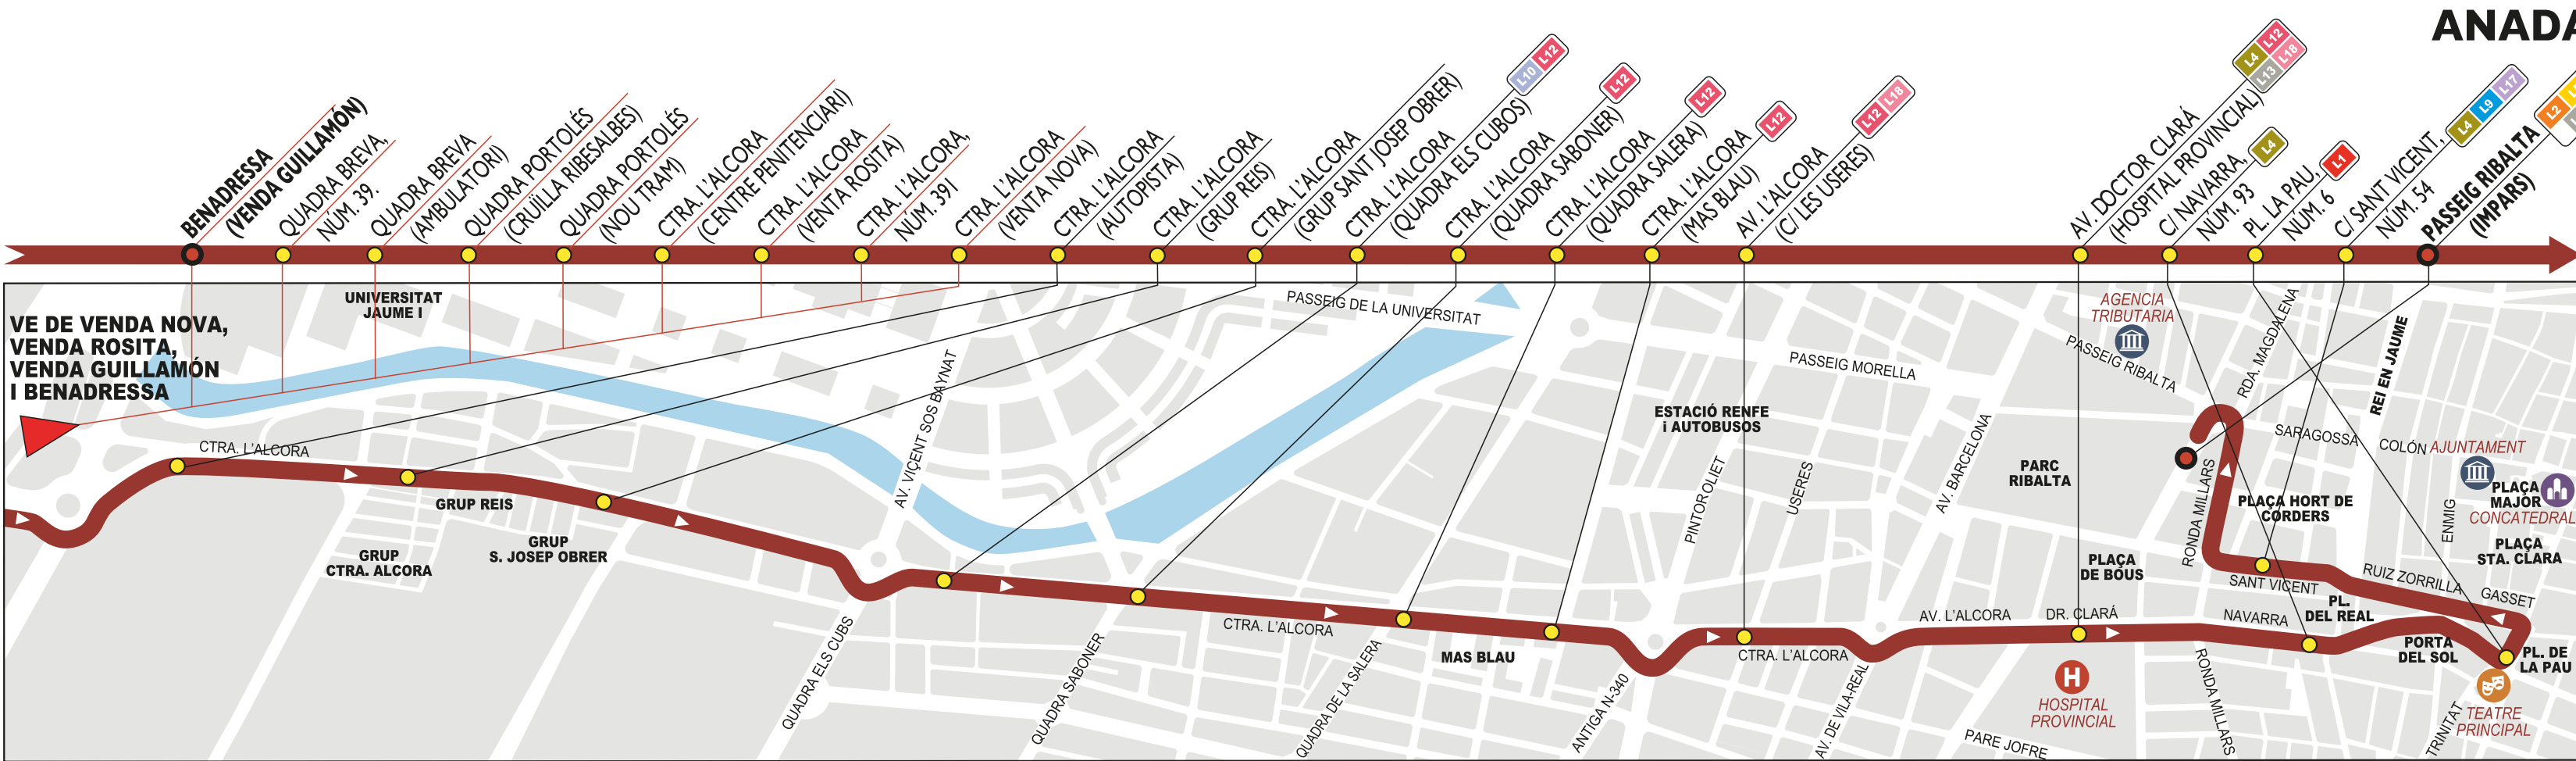 ANADA
BENADRESSA
(VENDA GUILLAMÓN)
QUADRA BREVA,
NÚM. 39.
QUADRA BREVA
(AMBULATORI)
QUADRA PORTOLÉS
(CRUÏLLA RIBESALBES)
QUADRA PORTOLÉS
(NOU TRAM)
CTRA. L'ALCORA
(CENTRE PENITENCIARI)
CTRA. L'ALCORA
(VENTA ROSITA)
CTRA. L'ALCORA,
NÚM. 39I
CTRA. L'ALCORA
(VENTA NOVA)
CTRA. L'ALCORA
(AUTOPISTA)
CTRA. L'ALCORA
(GRUP REIS)
CTRA. L'ALCORA
(GRUP SANT JOSEP OBRER)
CTRA. L'ALCORA
(QUADRA ELS CUBOS)
L10 L12
CTRA. L'ALCORA
(QUADRA SABONER)
L12
CTRA. L'ALCORA
(QUADRA SALERA)
L12
CTRA. L'ALCORA
(MAS BLAU)
L12
AV. L'ALCORA
(C/ LES USERES)
L12 L18
AV. DOCTOR CLARÁ
(HOSPITAL PROVINCIAL)
L4 L12
L13 L18
C/ NAVARRA,
NÚM. 93
L4
PL. LA PAU,
NÚM. 6
L1
C/ SANT VICENT,
NÚM. 54
L4 L9 L17
PASSEIG RIBALTA
(IMPARS)
L2
VE DE VENDA NOVA,
VENDA ROSITA,
VENDA GUILLAMÓN
I BENADRESSA
UNIVERSITAT
JAUME I
CTRA. L'ALCORA
GRUP REIS
GRUP
CTRA. ALCORA
GRUP
S. JOSEP OBRER
AV. VIÇENT SOS BAYNAT
QUADRA ELS CUBS
QUADRA SABONER
PASSEIG DE LA UNIVERSITAT
CTRA. L'ALCORA
QUADRA DE LA SALERA
MAS BLAU
ANTIGA N-340
PASSEIG MORELLA
ESTACIÓ RENFE
i AUTOBUSOS
PINTOR OLIET
USERES
AV. BARCELONA
CTRA. L'ALCORA
AV. DE VILA-REAL
AV. L'ALCORA
DR. CLARÁ
PARE JOFRE
H
HOSPITAL
PROVINCIAL
PARC
RIBALTA
PLAÇA
DE BOUS
AGENCIA
TRIBUTARIA
PASSEIG RIBALTA
RDA. MAGDALENA
REI EN JAUME
SARAGOSSA
COLÓN
AJUNTAMENT
RONDA MILLARS
PLAÇA HORT DE
CORDERS
ENMIG
PLAÇA
MAJOR
CONCATEDRAL
PLAÇA
STA. CLARA
SANT VICENT
RUIZ ZORRILLA
GASSET
PL.
DEL REAL
NAVARRA
PORTA
DEL SOL
PL. DE
LA PAU
RONDA MILLARS
TRINITAT
TEATRE
PRINCIPAL